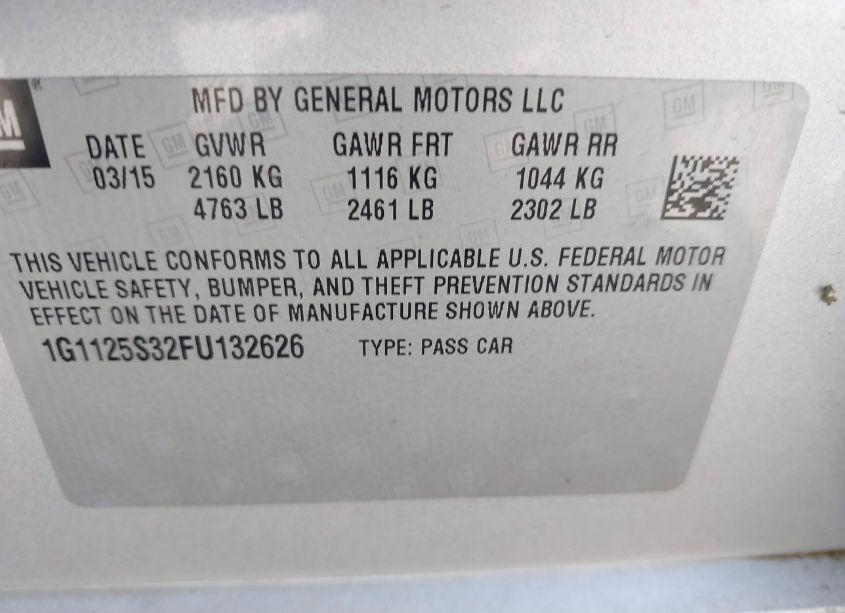 GM ®
MFD BY GENERAL MOTORS LLC
DATE GVWR GAWR FRT GAWR RR
03/15 2160 KG 1116 KG 1044 KG
4763 LB 2461 LB 2302 LB
THIS VEHICLE CONFORMS TO ALL APPLICABLE U.S. FEDERAL MOTOR
VEHICLE SAFETY, BUMPER, AND THEFT PREVENTION STANDARDS IN
EFFECT ON THE DATE OF MANUFACTURE SHOWN ABOVE.
1G1125S32FU132626 TYPE: PASS CAR